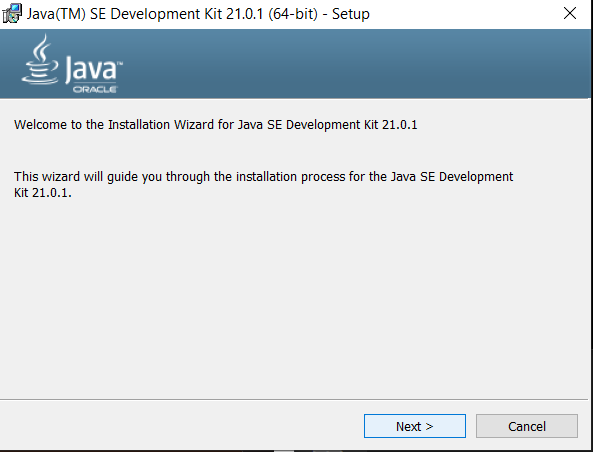 Java(TM) SE Development Kit 21.0.1 (64-bit) - Setup
Java™
ORACLE
Welcome to the Installation Wizard for Java SE Development Kit 21.0.1
This wizard will guide you through the installation process for the Java SE Development
Kit 21.0.1.
Next >
Cancel